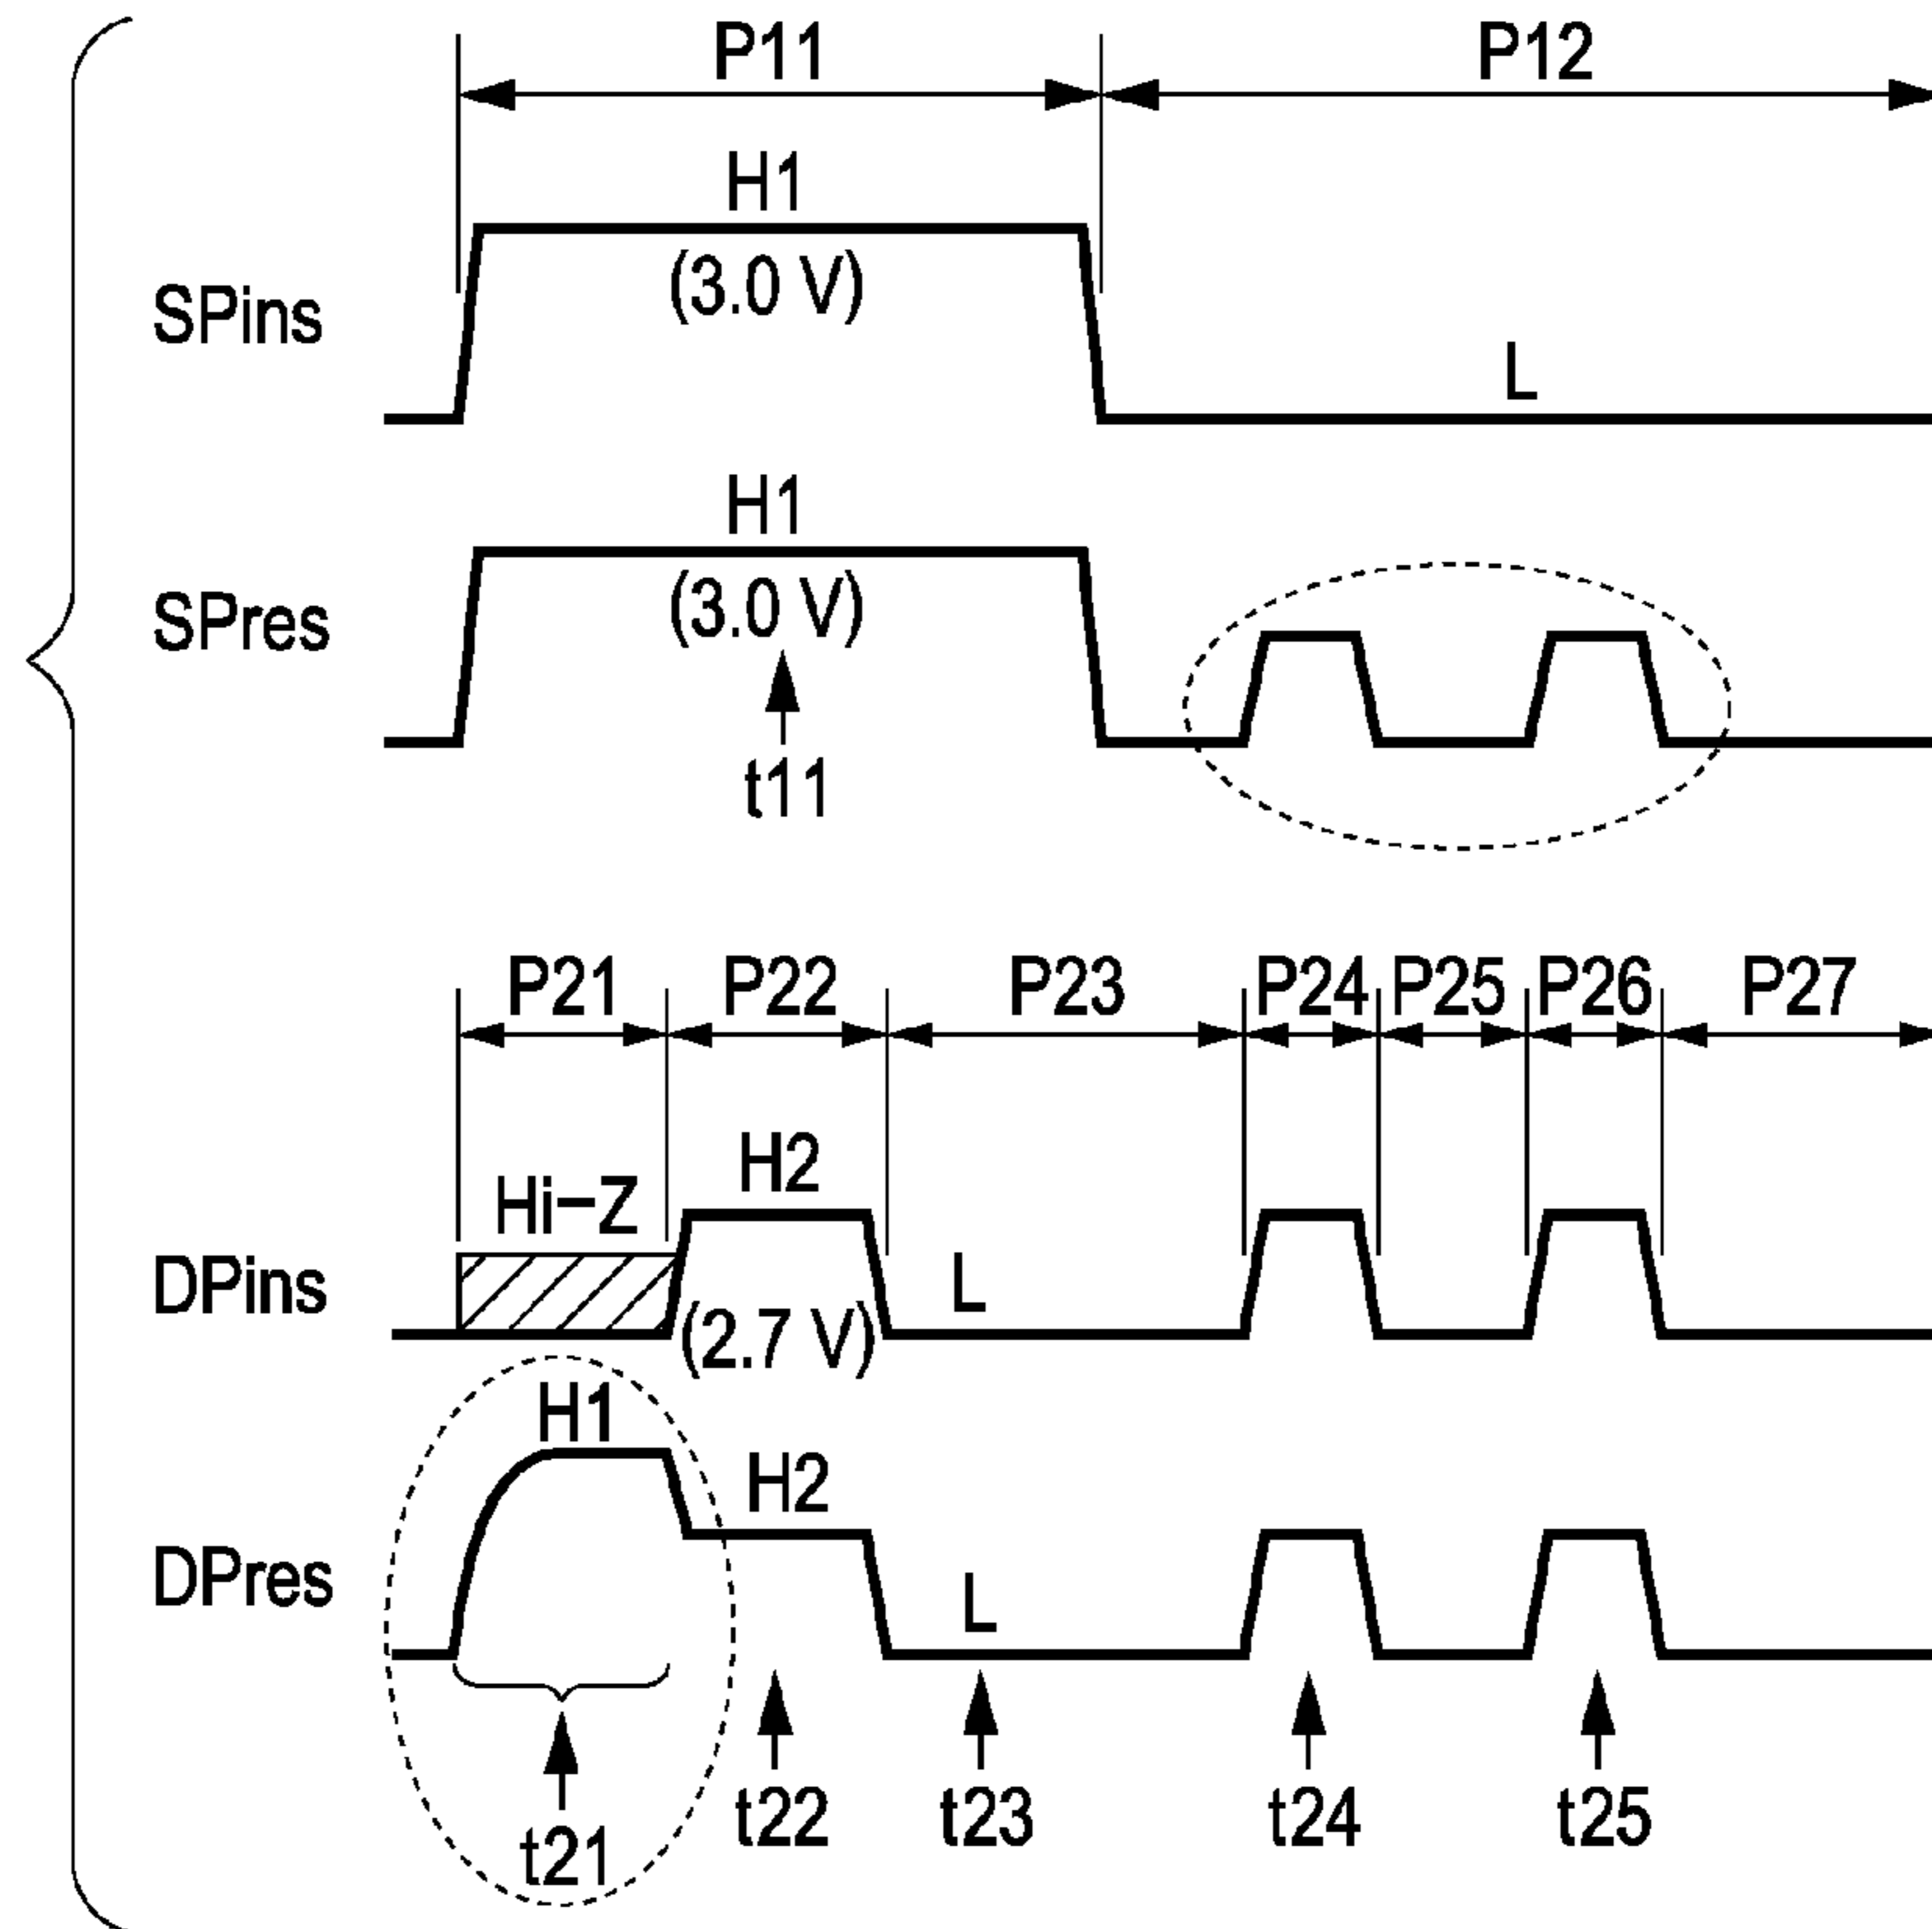 P11 P12
H1
(3.0 V)
SPins
L
H1
(3.0 V)
SPres
t11
P21 P22 P23 P24 P25 P26 P27
H2
Hi-Z
DPins
L
(2.7 V)
H1
H2
DPres
L
t22 t23 t24 t25
t21